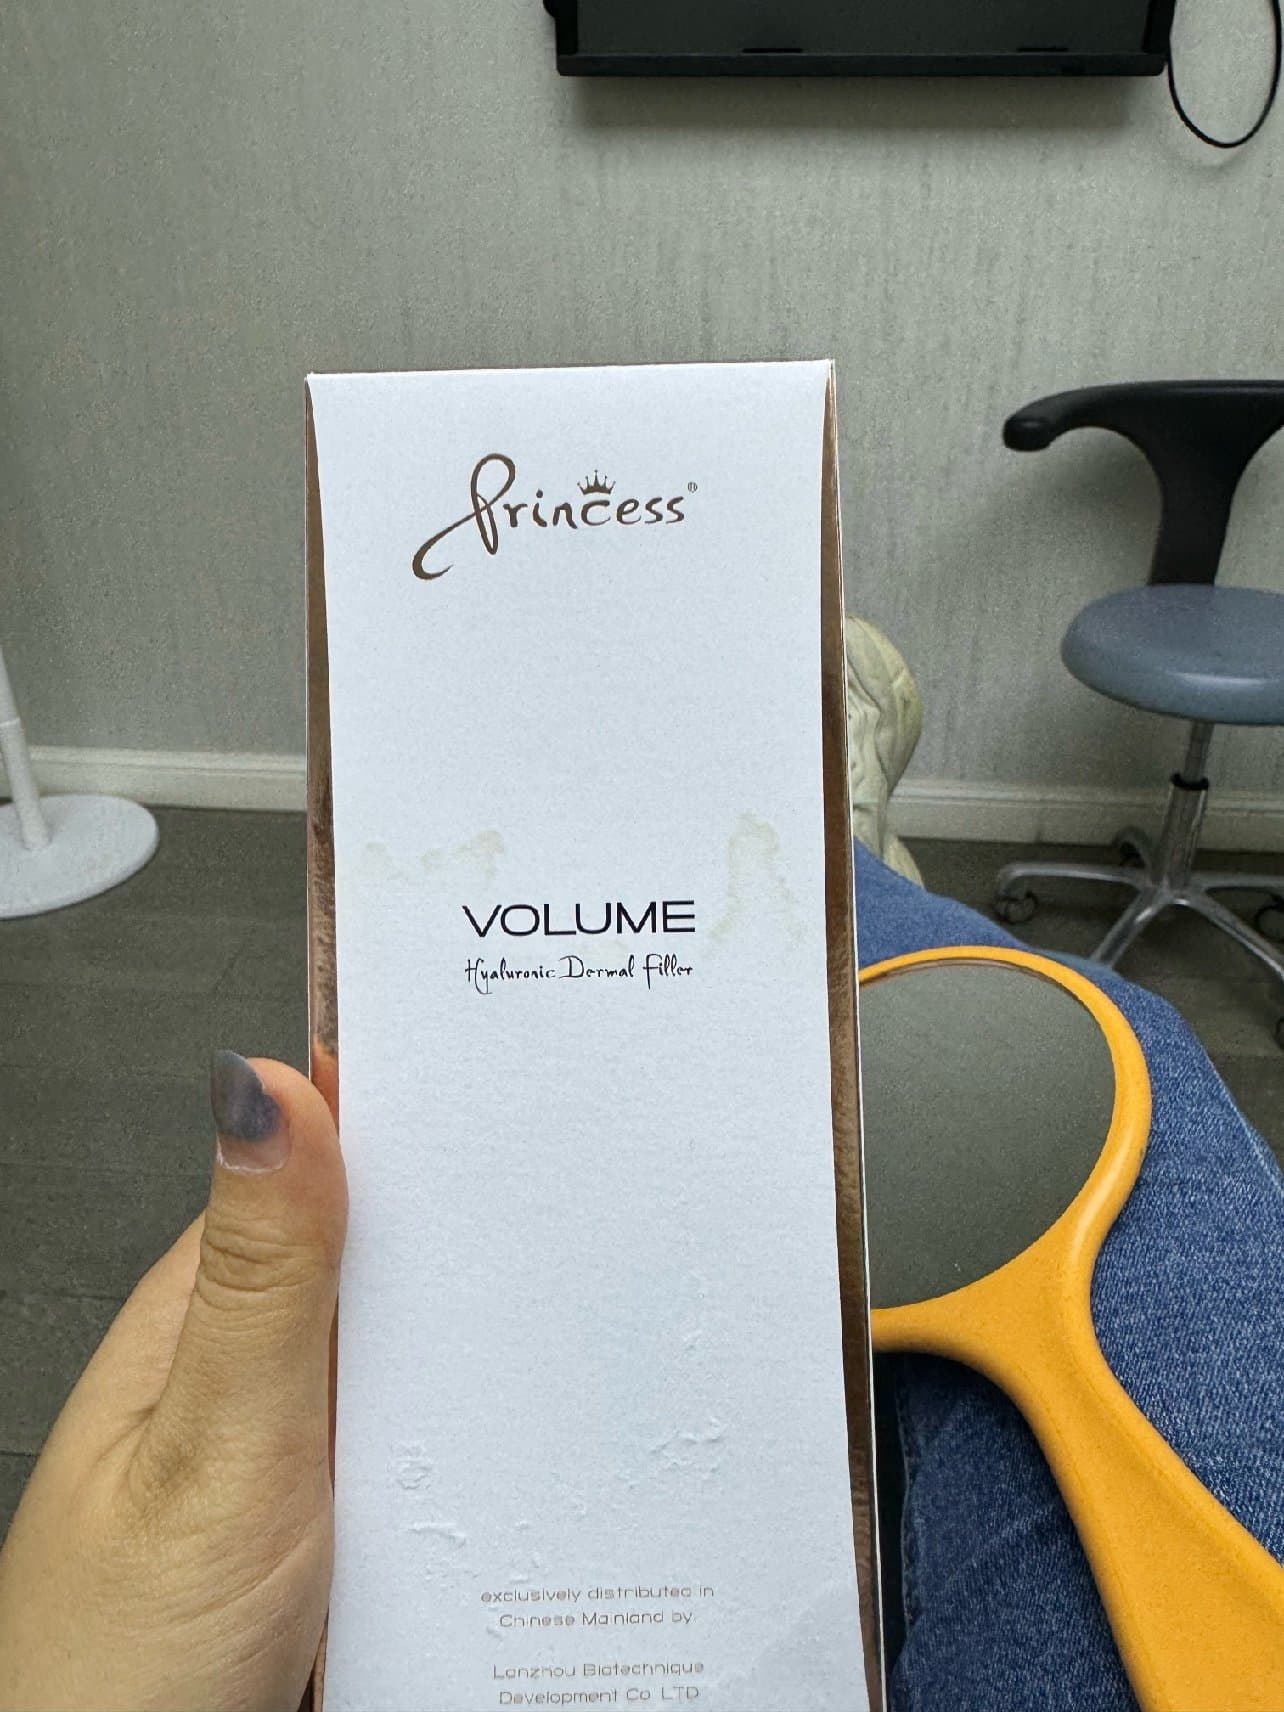 Princess®
VOLUME
Hyaluronic Dermal Filler
exclusively distributed in
Chinese Mainland by:
Lanzhou Biotechnique
Development Co LTD